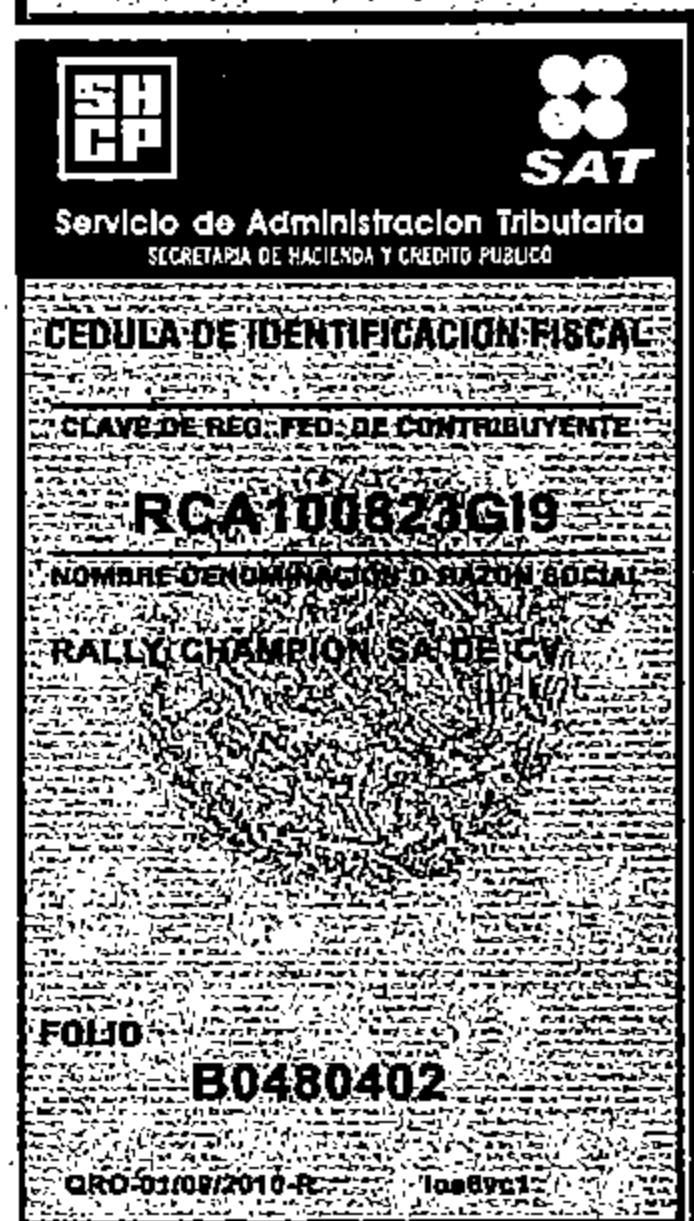 SH
CP
SAT
Servicio de Administracion Tributaria
SECRETARIA DE HACIENDA Y CREDITO PUBLICO
CEDULA DE IDENTIFICACION FISCAL
CLAVE DE REG. FED. DE CONTRIBUYENTE
RCA100823GI9
NOMBRE DENOMINACION O RAZON SOCIAL
RALLY CHAMPION SA DE CV
FOLIO
B0480402
QRO-01/09/2010-R